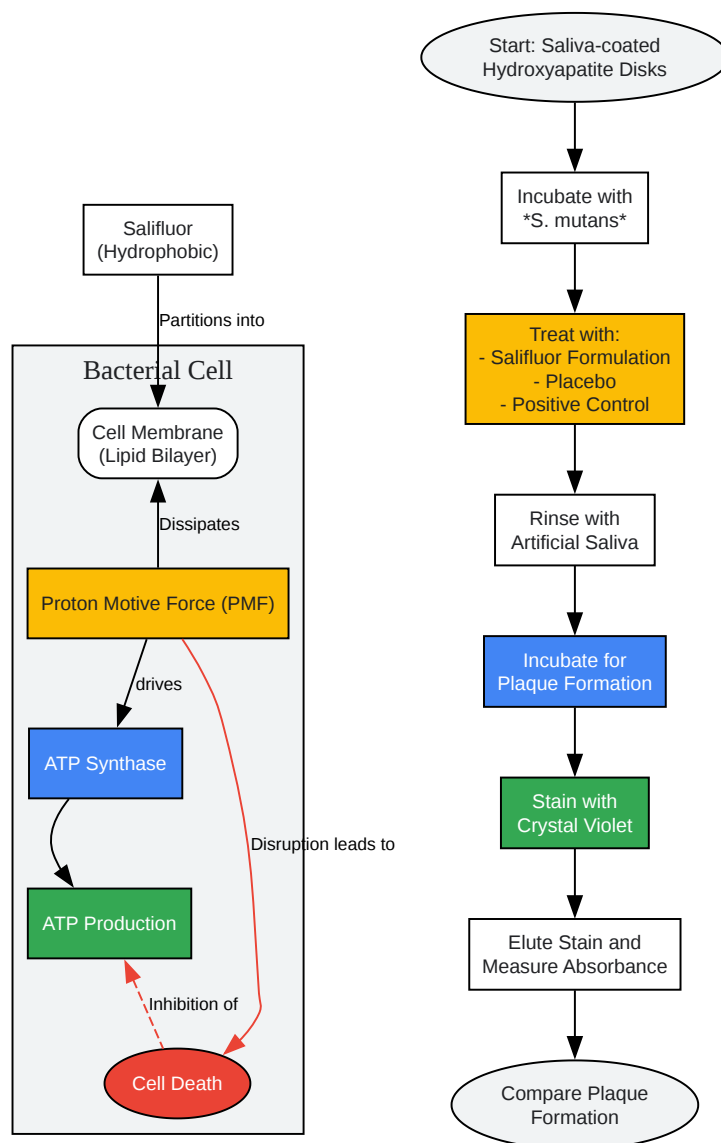 Salifluor
(Hydrophobic)
Partitions into
Bacterial Cell
Cell Membrane
(Lipid Bilayer)
Dissipates
Proton Motive Force (PMF)
drives
ATP Synthase
Disruption leads to
ATP Production
Inhibition of
Cell Death
Start: Saliva-coated
Hydroxyapatite Disks
Incubate with
*S. mutans*
Treat with:
- Salifluor Formulation
- Placebo
- Positive Control
Rinse with
Artificial Saliva
Incubate for
Plaque Formation
Stain with
Crystal Violet
Elute Stain and
Measure Absorbance
Compare Plaque
Formation